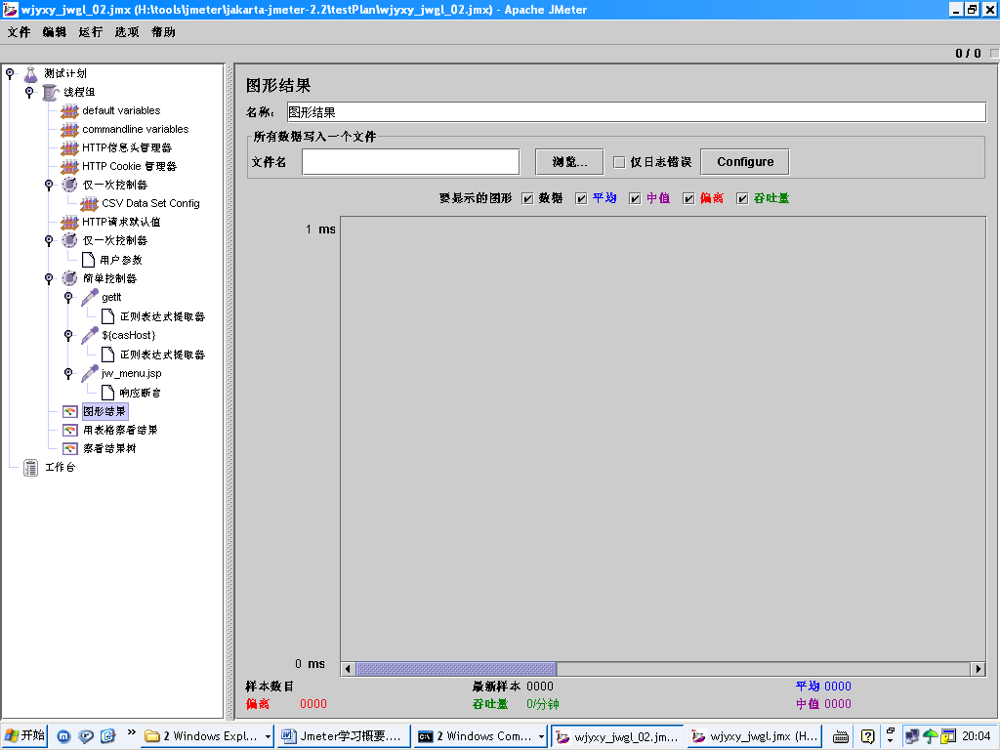 wjyxy_jwgl_02.jmx (H:\tools\jmeter\jakarta-jmeter-2.2\testPlan\wjyxy_jwgl_02.jmx) - Apache JMeter
文件 编辑 运行 选项 帮助
0 / 0
测试计划
线程组
default variables
commandline variables
HTTP信息头管理器
HTTP Cookie 管理器
仅一次控制器
CSV Data Set Config
HTTP请求默认值
仅一次控制器
用户参数
简单控制器
getIt
正则表达式提取器
${casHost}
正则表达式提取器
jw_menu.jsp
响应断言
图形结果
用表格察看结果
察看结果树
工作台
图形结果
名称: 图形结果
所有数据写入一个文件
文件名 浏览... 仅日志错误 Configure
要显示的图形 数据 平均 中值 偏离 吞吐量
1 ms
0 ms
样本数目 最新样本 0000 平均 0000
偏离 0000 吞吐量 0/分钟 中值 0000
开始 » 2 Windows Expl... Jmeter学习概要.... 2 Windows Com... wjyxy_jwgl_02.jm... wjyxy_jwgl.jmx (H... 20:04